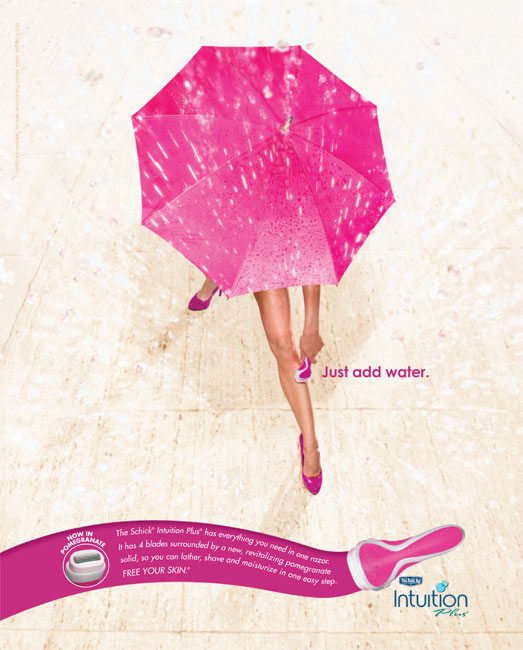 Just add water.
NOW IN
POMEGRANATE
The Schick® Intuition Plus® has everything you need in one razor.
It has 4 blades surrounded by a new, revitalizing pomegranate
solid, so you can lather, shave and moisturize in one easy step.
FREE YOUR SKIN.®
Schick
Intuition
Plus